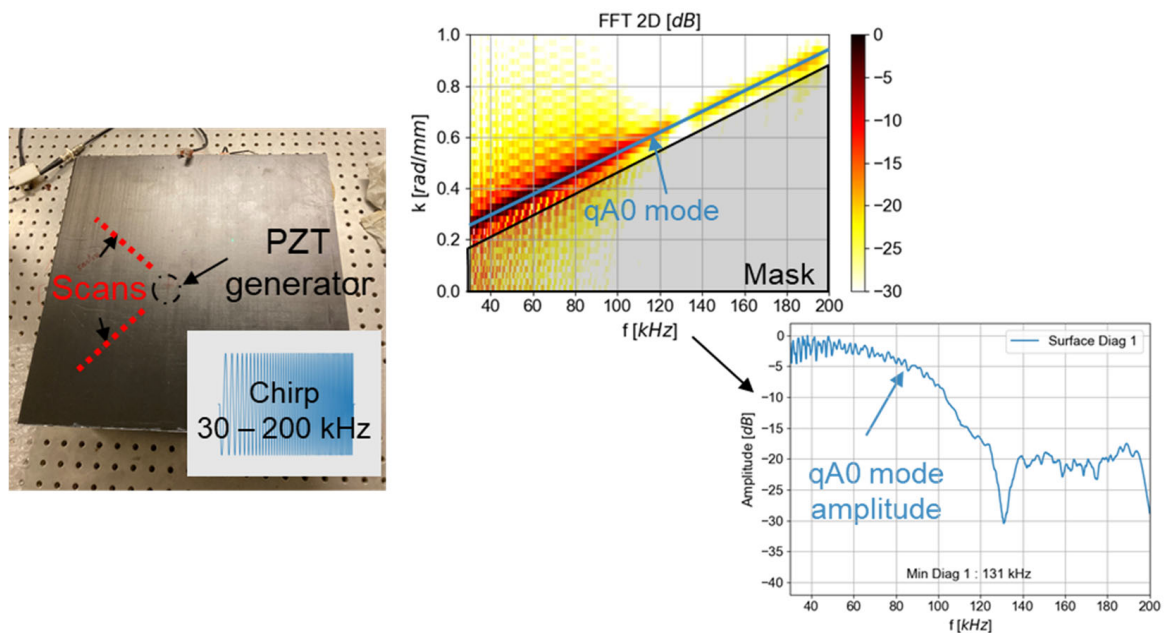 FFT 2D [dB]
1.0
0.8
0.6
0.4
0.2
0.0
k [rad/mm]
40 60 80 100 120 140 160 180 200
f [kHz]
qA0 mode
Mask
0
−5
−10
−15
−20
−25
−30
Scans
PZT
generator
Chirp
30 – 200 kHz
Surface Diag 1
0
−5
−10
−15
−20
−25
−30
−35
−40
Amplitude [dB]
qA0 mode
amplitude
Min Diag 1 : 131 kHz
40 60 80 100 120 140 160 180 200
f [kHz]